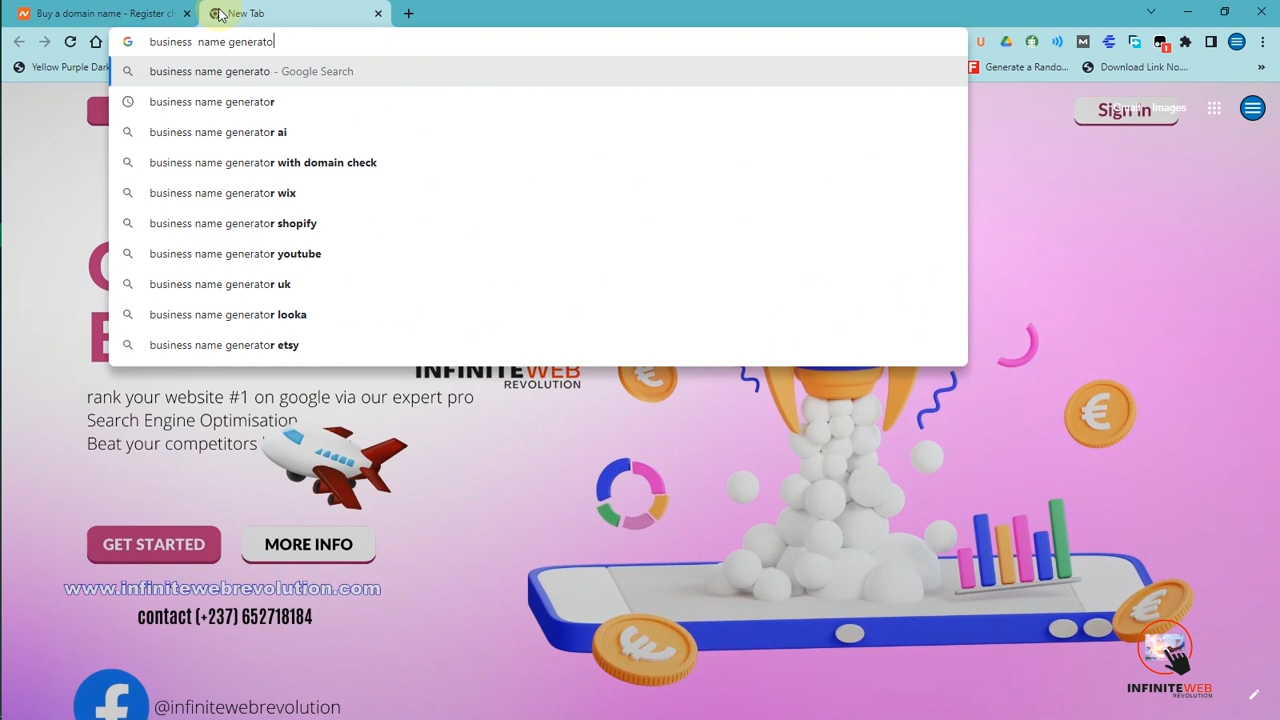 Buy a domain name - Register ch
New Tab
business  name generato
Yellow Purple Dark
Generate a Rando...
Download Link No....
»
business name generato - Google Search
business name generator
business name generator ai
business name generator with domain check
business name generator wix
business name generator shopify
business name generator youtube
business name generator uk
business name generator looka
business name generator etsy
Sign in
Gmail
Images
INFINITEWEB
REVOLUTION
rank your website #1 on google via our expert pro
Search Engine Optimisation
Beat your competitors
GET STARTED
MORE INFO
www.infinitewebrevolution.com
contact (+237) 652718184
@infinitewebrevolution
INFINITEWEB
REVOLUTION